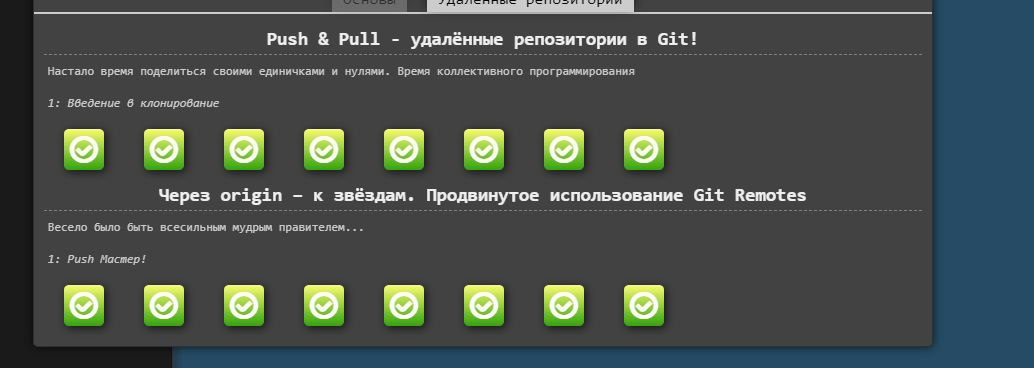 Основы Удаленные репозитории
Push & Pull - удалённые репозитории в Git!
Настало время поделиться своими единичками и нулями. Время коллективного программирования
1: Введение в клонирование
Через origin – к звёздам. Продвинутое использование Git Remotes
Весело было быть всесильным мудрым правителем...
1: Push Мастер!